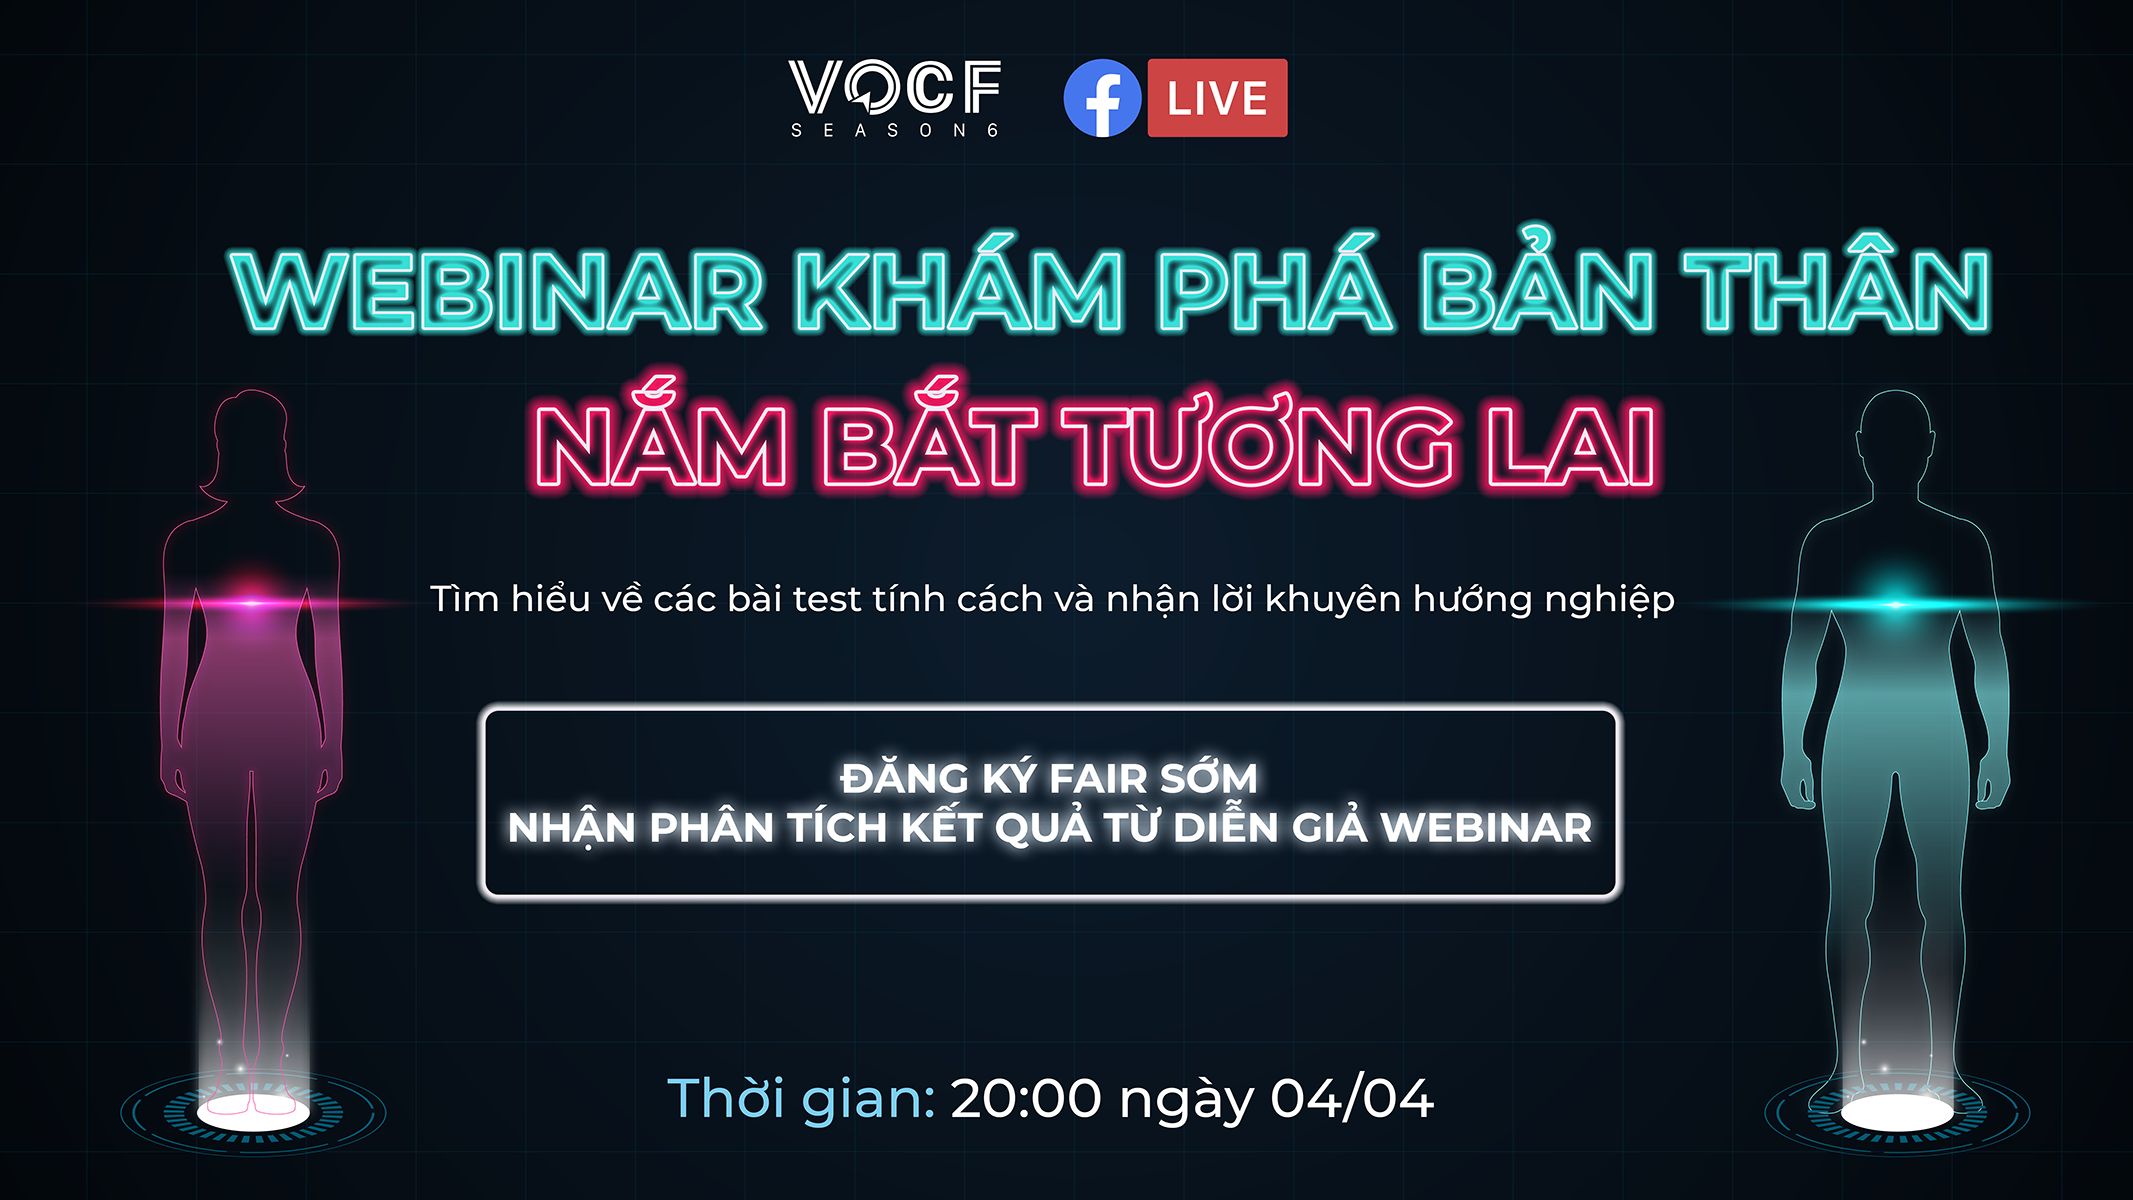 VOCF
SEASON 6
LIVE
WEBINAR KHÁM PHÁ BẢN THÂN
NẮM BẮT TƯƠNG LAI
Tìm hiểu về các bài test tính cách và nhận lời khuyên hướng nghiệp
ĐĂNG KÝ FAIR SỚM
NHẬN PHÂN TÍCH KẾT QUẢ TỪ DIỄN GIẢ WEBINAR
Thời gian: 20:00 ngày 04/04